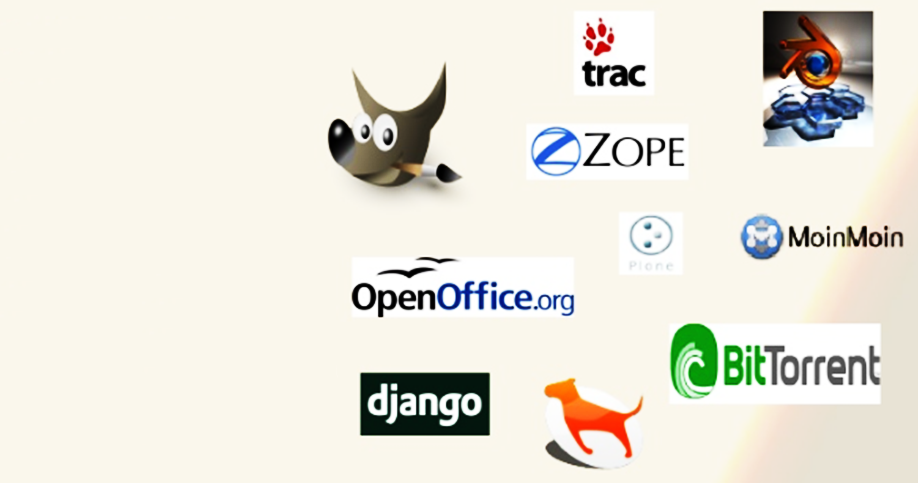 trac
ZOPE
Plone
MoinMoin
OpenOffice.org
BitTorrent
django